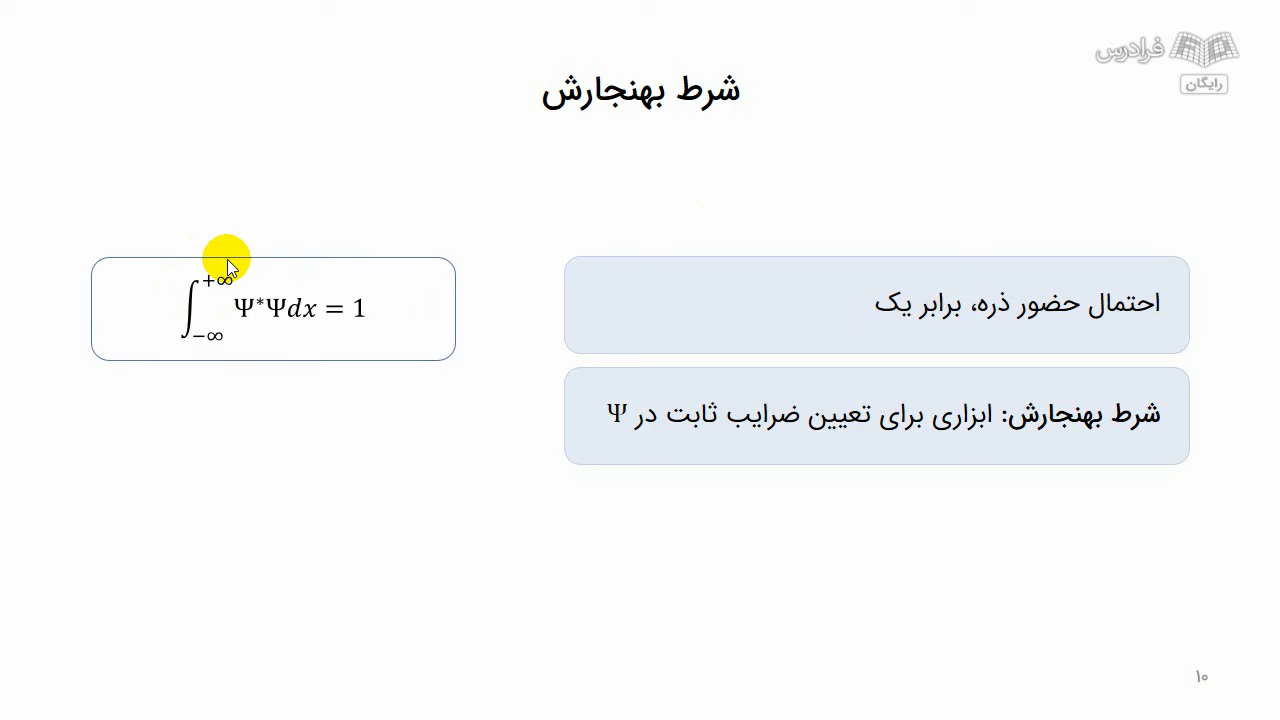 فرادرس
رایگان
شرط بهنجارش
احتمال حضور ذره، برابر یک
شرط بهنجارش: ابزاری برای تعیین ضرایب ثابت در Ψ
∫₋∞⁺∞ Ψ*Ψdx = 1
۱۰